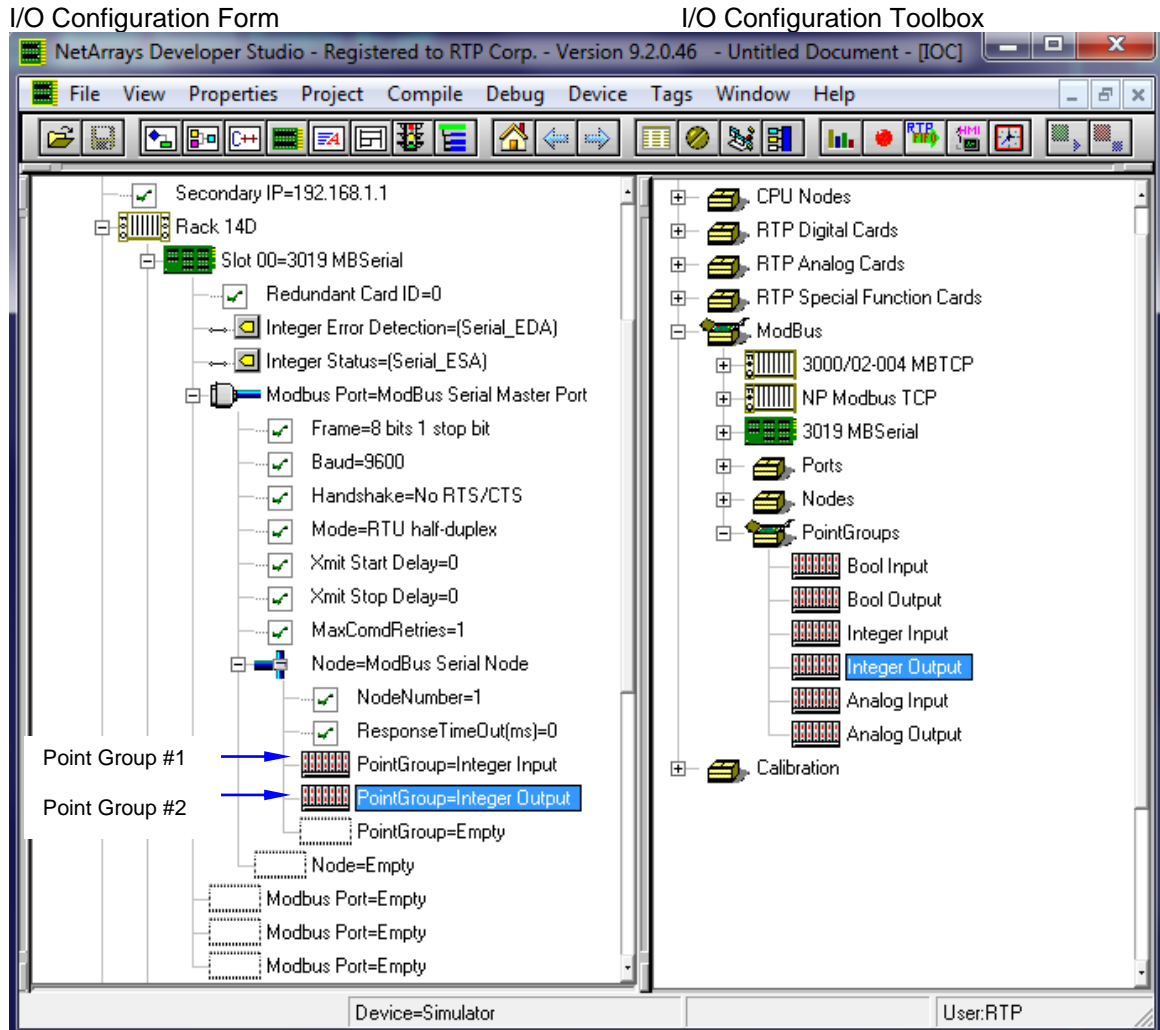 I/O Configuration Form
I/O Configuration Toolbox
NetArrays Developer Studio - Registered to RTP Corp. - Version 9.2.0.46 - Untitled Document - [IOC]
File View Properties Project Compile Debug Device Tags Window Help
C++
RTP
HMI
Secondary IP=192.168.1.1
Rack 14D
Slot 00=3019 MBSerial
Redundant Card ID=0
Integer Error Detection=(Serial_EDA)
Integer Status=(Serial_ESA)
Modbus Port=ModBus Serial Master Port
Frame=8 bits 1 stop bit
Baud=9600
Handshake=No RTS/CTS
Mode=RTU half-duplex
Xmit Start Delay=0
Xmit Stop Delay=0
MaxComdRetries=1
Node=ModBus Serial Node
NodeNumber=1
ResponseTimeOut(ms)=0
Point Group #1
PointGroup=Integer Input
Point Group #2
PointGroup=Integer Output
PointGroup=Empty
Node=Empty
Modbus Port=Empty
Modbus Port=Empty
Modbus Port=Empty
CPU Nodes
RTP Digital Cards
RTP Analog Cards
RTP Special Function Cards
ModBus
3000/02-004 MBTCP
NP Modbus TCP
3019 MBSerial
Ports
Nodes
PointGroups
Bool Input
Bool Output
Integer Input
Integer Output
Analog Input
Analog Output
Calibration
Device=Simulator
User:RTP